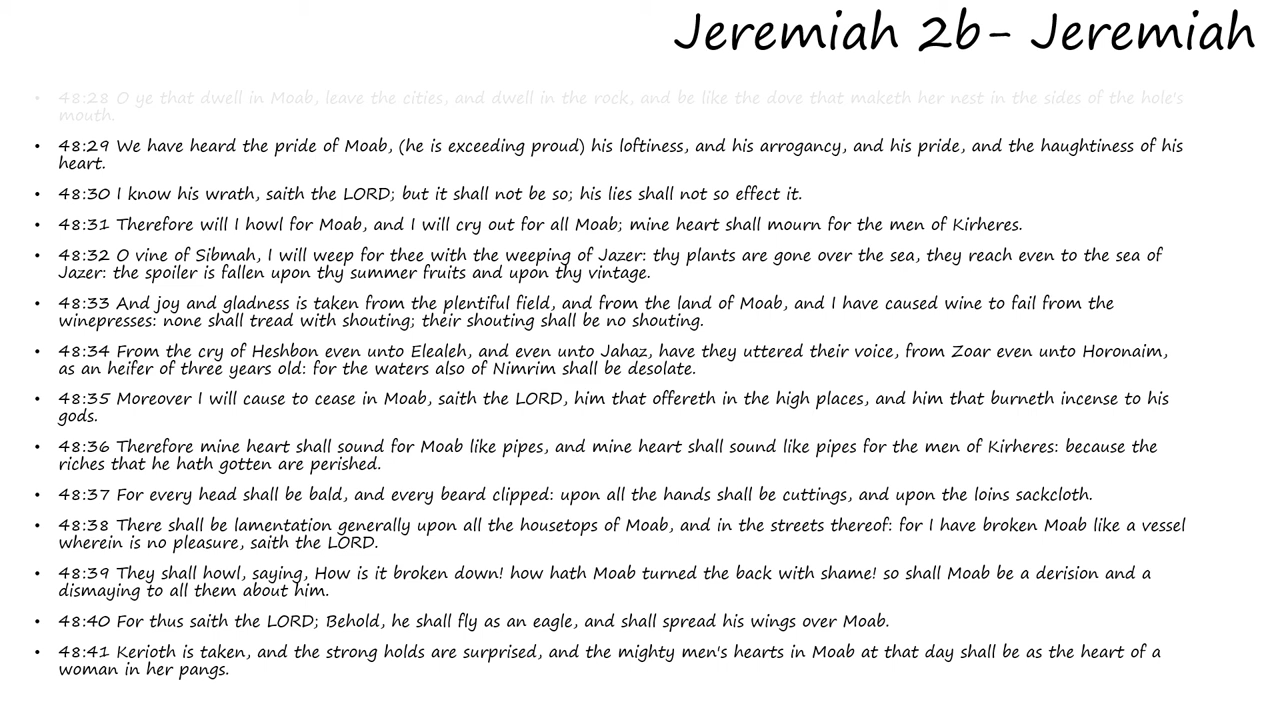 Jeremiah 2b- Jeremiah
• 48:28 O ye that dwell in Moab, leave the cities, and dwell in the rock, and be like the dove that maketh her nest in the sides of the hole's
mouth.
• 48:29 We have heard the pride of Moab, (he is exceeding proud) his loftiness, and his arrogancy, and his pride, and the haughtiness of his
heart.
• 48:30 I know his wrath, saith the LORD; but it shall not be so; his lies shall not so effect it.
• 48:31 Therefore will I howl for Moab, and I will cry out for all Moab; mine heart shall mourn for the men of Kirheres.
• 48:32 O vine of Sibmah, I will weep for thee with the weeping of Jazer: thy plants are gone over the sea, they reach even to the sea of
Jazer: the spoiler is fallen upon thy summer fruits and upon thy vintage.
• 48:33 And joy and gladness is taken from the plentiful field, and from the land of Moab, and I have caused wine to fail from the
winepresses: none shall tread with shouting; their shouting shall be no shouting.
• 48:34 From the cry of Heshbon even unto Elealeh, and even unto Jahaz, have they uttered their voice, from Zoar even unto Horonaim,
as an heifer of three years old: for the waters also of Nimrim shall be desolate.
• 48:35 Moreover I will cause to cease in Moab, saith the LORD, him that offereth in the high places, and him that burneth incense to his
gods.
• 48:36 Therefore mine heart shall sound for Moab like pipes, and mine heart shall sound like pipes for the men of Kirheres: because the
riches that he hath gotten are perished.
• 48:37 For every head shall be bald, and every beard clipped: upon all the hands shall be cuttings, and upon the loins sackcloth.
• 48:38 There shall be lamentation generally upon all the housetops of Moab, and in the streets thereof: for I have broken Moab like a vessel
wherein is no pleasure, saith the LORD.
• 48:39 They shall howl, saying, How is it broken down! how hath Moab turned the back with shame! so shall Moab be a derision and a
dismaying to all them about him.
• 48:40 For thus saith the LORD; Behold, he shall fly as an eagle, and shall spread his wings over Moab.
• 48:41 Kerioth is taken, and the strong holds are surprised, and the mighty men's hearts in Moab at that day shall be as the heart of a
woman in her pangs.